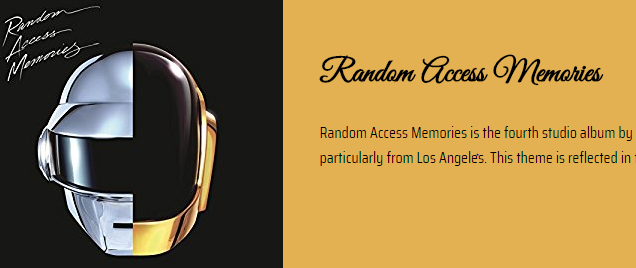 Random
Access
Memories
Random Access Memories
Random Access Memories is the fourth studio album by
particularly from Los Angele's. This theme is reflected in